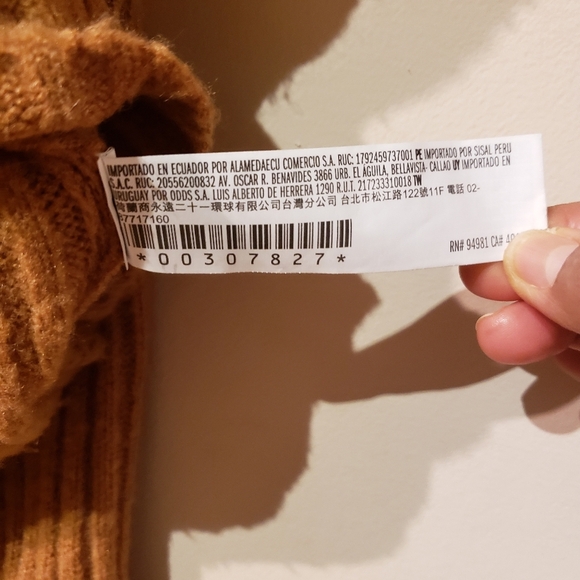 IMPORTADO EN ECUADOR POR ALAMEDAECU COMERCIO S.A. RUC: 1792459737001 PE IMPORTADO POR SISAL PERU
S.A.C. RUC: 20556200832 AV. OSCAR R. BENAVIDES 3866 URB. EL AGUILA, BELLAVISTA- CALLAO UY IMPORTADO EN
URUGUAY POR ODDS S.A. LUIS ALBERTO DE HERRERA 1290 R.U.T. 217233310018 TW
商永遠二十一環球有限公司台灣分公司 台北市松江路122號11F 電話 02-
67717160
RN# 94981 CA#
*00307827*